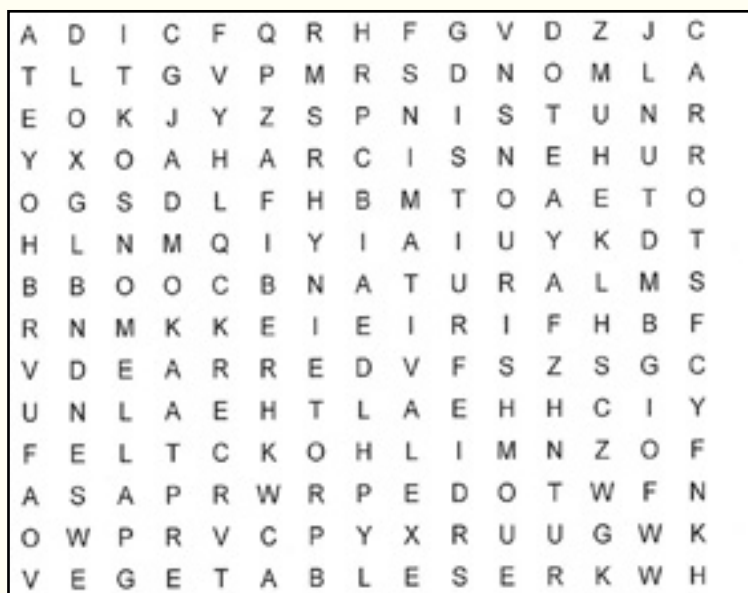 A D I C F Q R H F G V D Z J C
T L T G V P M R S D N O M L A
E O K J Y Z S P N I S T U N R
Y X O A H A R C I S N E H U R
O G S D L F H B M T O A E T O
H L N M Q I Y I A I U Y K D T
B B O O C B N A T U R A L M S
R N M K K E I E I R I F H B F
V D E A R R E D V F S Z S G C
U N L A E H T L A E H H C I Y
F E L T C K O H L I M N Z O F
A S A P R W R P E D O T W F N
O W P R V C P Y X R U U G W K
V E G E T A B L E S E R K W H